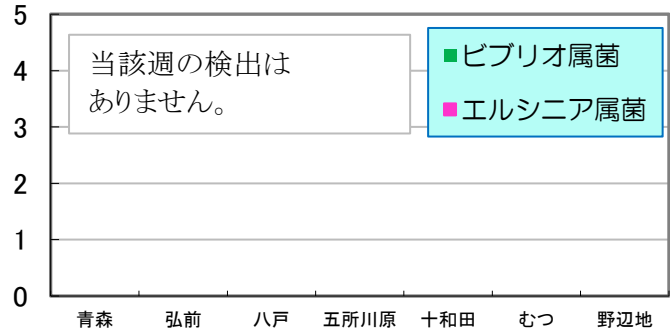 5
4
3
2
1
0
当該週の検出は
ありません。
■ビブリオ属菌
■エルシニア属菌
青森 弘前 八戸 五所川原 十和田 むつ 野辺地